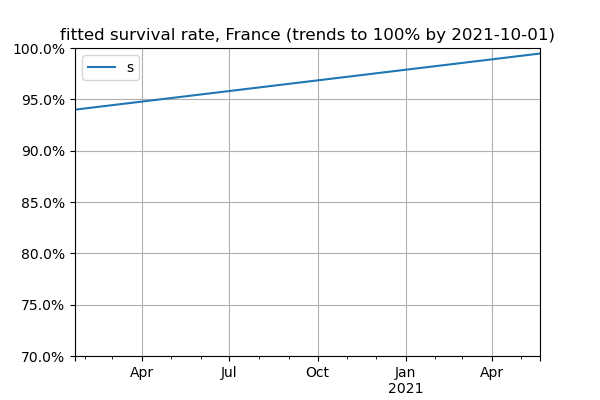 fitted survival rate, France (trends to 100% by 2021-10-01)
100.0%
s
95.0%
90.0%
85.0%
80.0%
75.0%
70.0%
Apr Jul Oct Jan Apr
2021